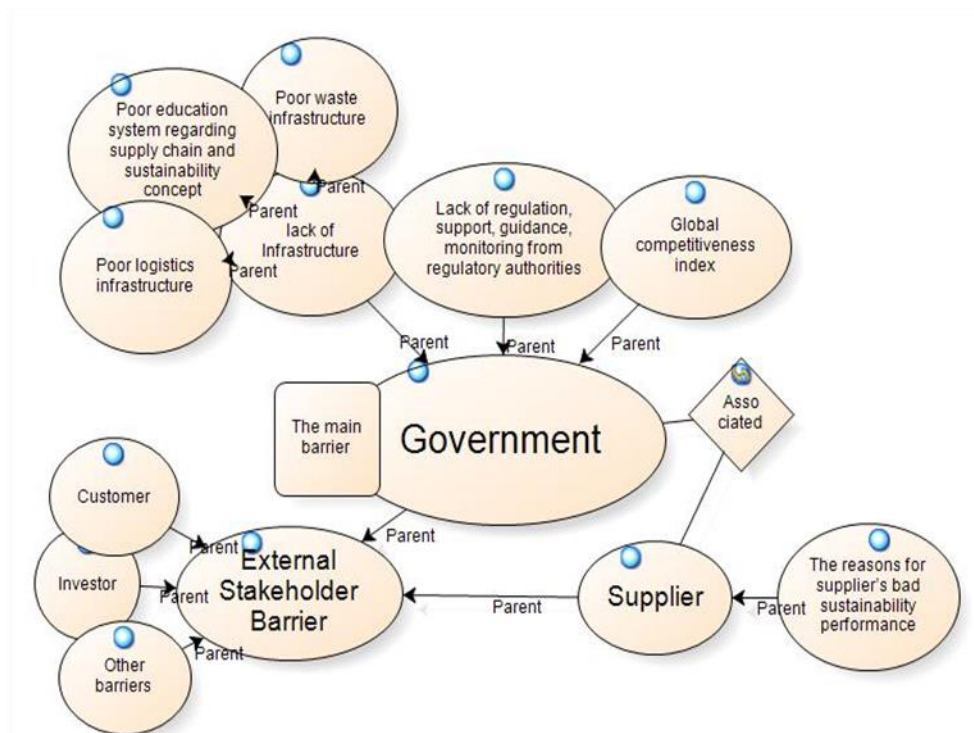 Poor waste
infrastructure
Poor education
system regarding
supply chain and
sustainability
concept
Parent
Parent
lack of
Infrastructure
Poor logistics
infrastructure
Parent
Lack of regulation,
support, guidance,
monitoring from
regulatory authorities
Global
competitiveness
index
Parent
Parent
Parent
Asso
ciated
The main
barrier
Government
Customer
Parent
Parent
External
Stakeholder
Barrier
Investor
Parent
Other
barriers
Parent
Parent
Supplier
Parent
The reasons for
supplier's bad
sustainability
performance